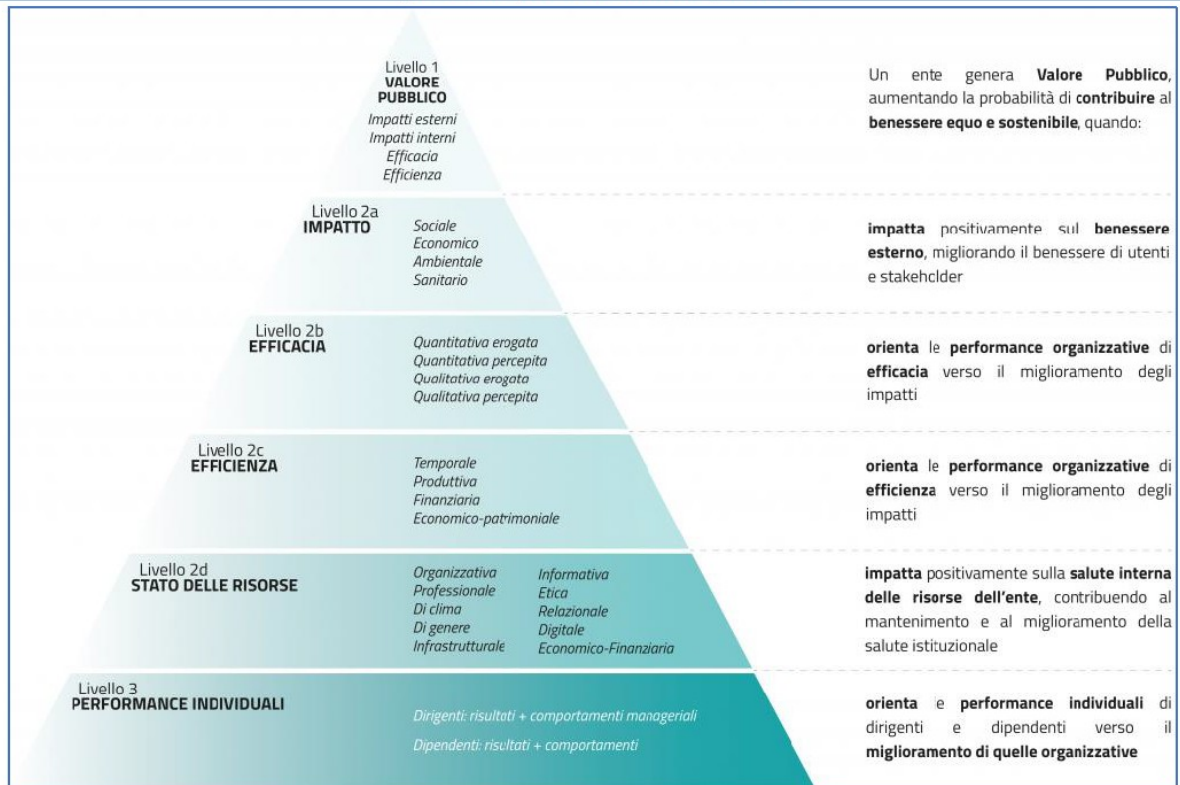 Livello 1
VALORE
PUBBLICO
Impatti esterni
Impatti interni
Efficacia
Efficienza
Un ente genera Valore Pubblico,
aumentando la probabilità di contribuire al
benessere equo e sostenibile, quando:
Livello 2a
IMPATTO
Sociale
Economico
Ambientale
Sanitario
impatta positivamente sul benessere
esterno, migliorando il benessere di utenti
e stakeholder
Livello 2b
EFFICACIA
Quantitativa erogata
Quantitativa percepita
Qualitativa erogata
Qualitativa percepita
orienta le performance organizzative di
efficacia verso il miglioramento degli
impatti
Livello 2c
EFFICIENZA
Temporale
Produttiva
Finanziaria
Economico-patrimoniale
orienta le performance organizzative di
efficienza verso il miglioramento degli
impatti
Livello 2d
STATO DELLE RISORSE
Organizzativa
Professionale
Di clima
Di genere
Infrastrutturale
Informativa
Etica
Relazionale
Digitale
Economico-Finanziaria
impatta positivamente sulla salute interna
delle risorse dell'ente, contribuendo al
mantenimento e al miglioramento della
salute istituzionale
Livello 3
PERFORMANCE INDIVIDUALI
Dirigenti: risultati + comportamenti manageriali
Dipendenti: risultati + comportamenti
orienta le performance individuali di
dirigenti e dipendenti verso il
miglioramento di quelle organizzative